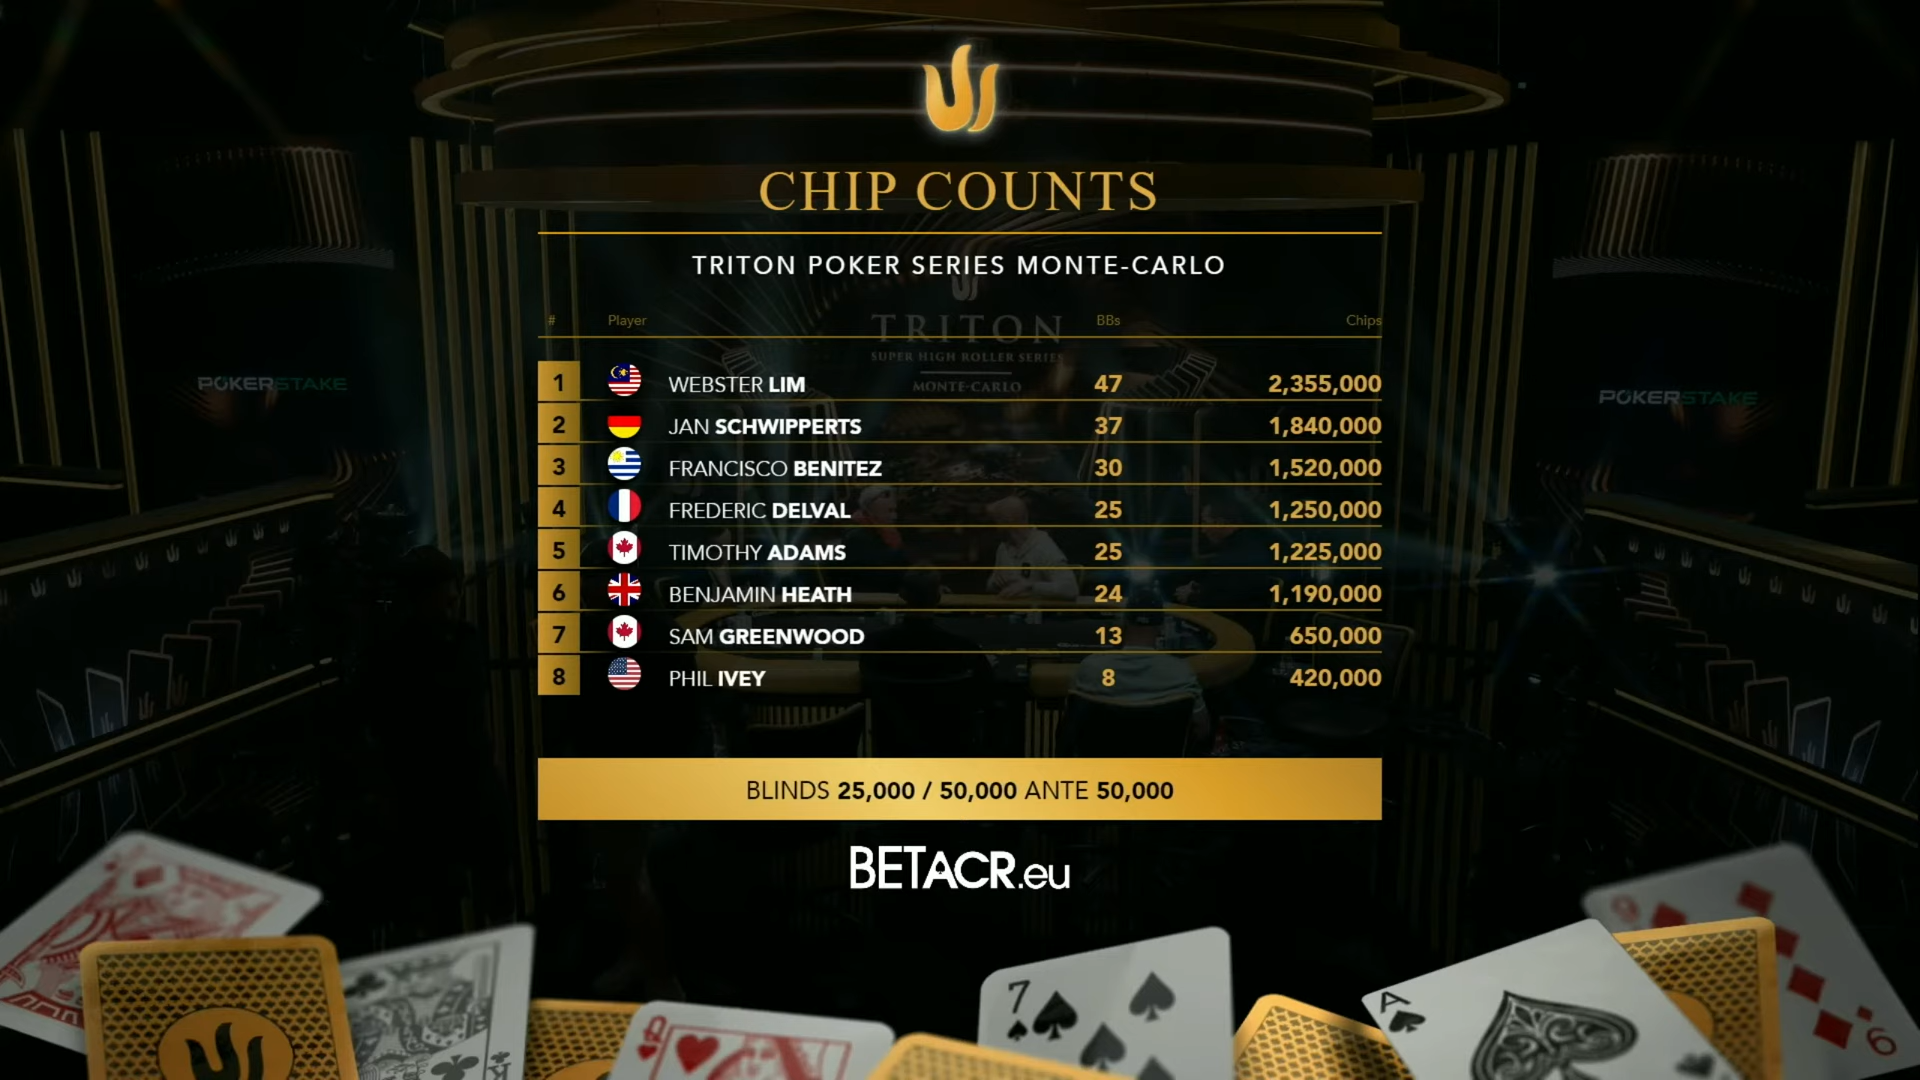 CHIP COUNTS
TRITON POKER SERIES MONTE-CARLO
# Player BBs Chips
TRITON
SUPER HIGH ROLLER SERIES
MONTE-CARLO
POKERSTAKE
POKERSTAKE
1 WEBSTER LIM 47 2,355,000
2 JAN SCHWIPPERTS 37 1,840,000
3 FRANCISCO BENITEZ 30 1,520,000
4 FREDERIC DELVAL 25 1,250,000
5 TIMOTHY ADAMS 25 1,225,000
6 BENJAMIN HEATH 24 1,190,000
7 SAM GREENWOOD 13 650,000
8 PHIL IVEY 8 420,000
BLINDS 25,000 / 50,000 ANTE 50,000
BETACR.eu
7
A
9
Q
K